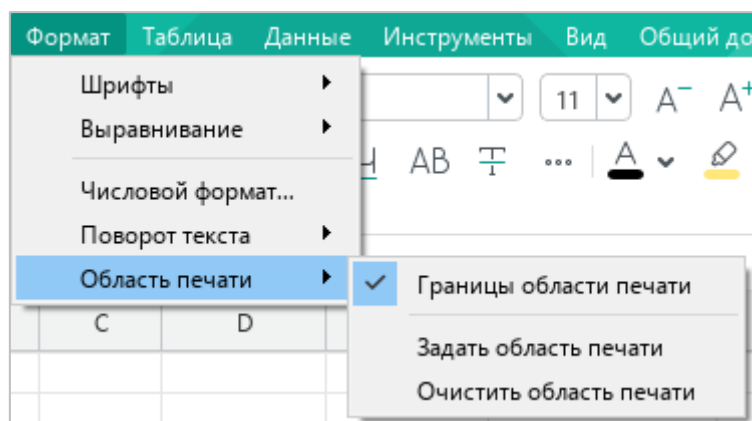 Формат Таблица Данные Инструменты Вид Общий до
Шрифты
11 A⁻ A⁺
Выравнивание
Ч АВ Т ... А
Числовой формат...
Поворот текста
Область печати
Границы области печати
C D
Задать область печати
Очистить область печати